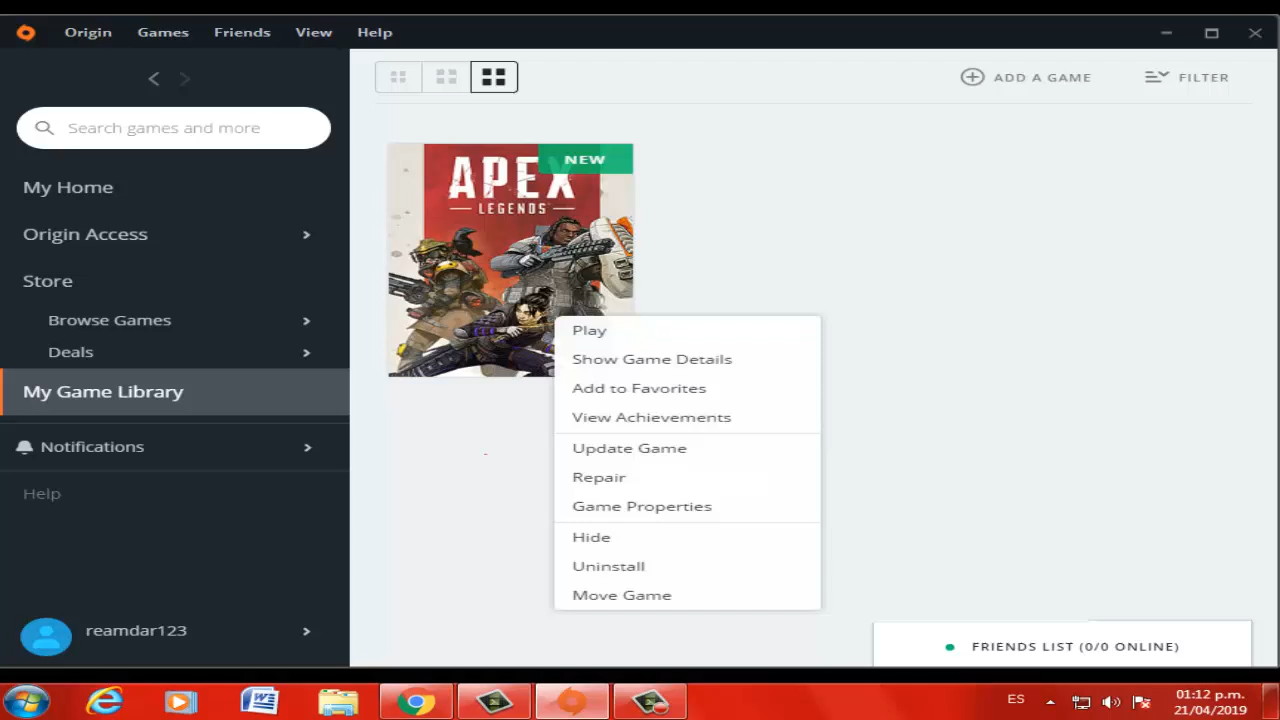 Origin Games Friends View Help
Search games and more
ADD A GAME
FILTER
My Home
Origin Access
Store
Browse Games
Deals
My Game Library
Notifications
Help
reamdar123
NEW
APEX
LEGENDS
Play
Show Game Details
Add to Favorites
View Achievements
Update Game
Repair
Game Properties
Hide
Uninstall
Move Game
FRIENDS LIST (0/0 ONLINE)
ES
01:12 p.m.
21/04/2019